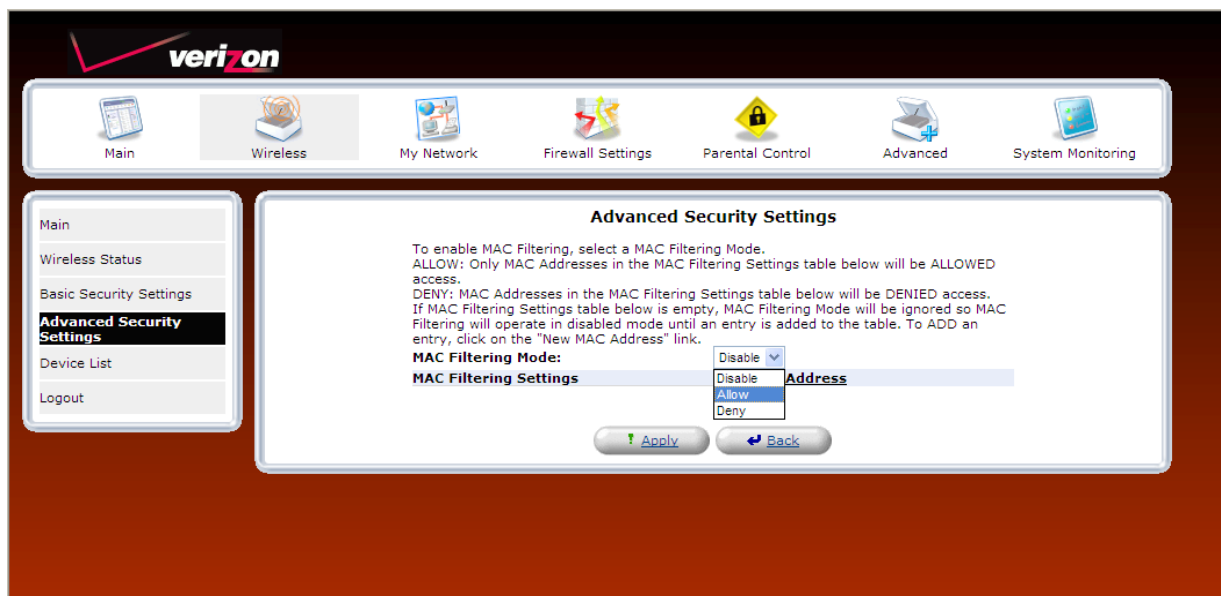 verizon
Main
Wireless
My Network
Firewall Settings
Parental Control
Advanced
System Monitoring
Main
Wireless Status
Basic Security Settings
Advanced Security
Settings
Device List
Logout
Advanced Security Settings
To enable MAC Filtering, select a MAC Filtering Mode.
ALLOW: Only MAC Addresses in the MAC Filtering Settings table below will be ALLOWED
access.
DENY: MAC Addresses in the MAC Filtering Settings table below will be DENIED access.
If MAC Filtering Settings table below is empty, MAC Filtering Mode will be ignored so MAC
Filtering will operate in disabled mode until an entry is added to the table. To ADD an
entry, click on the "New MAC Address" link.
MAC Filtering Mode: Disable
MAC Filtering Settings Address
Disable
Allow
Deny
Apply
Back